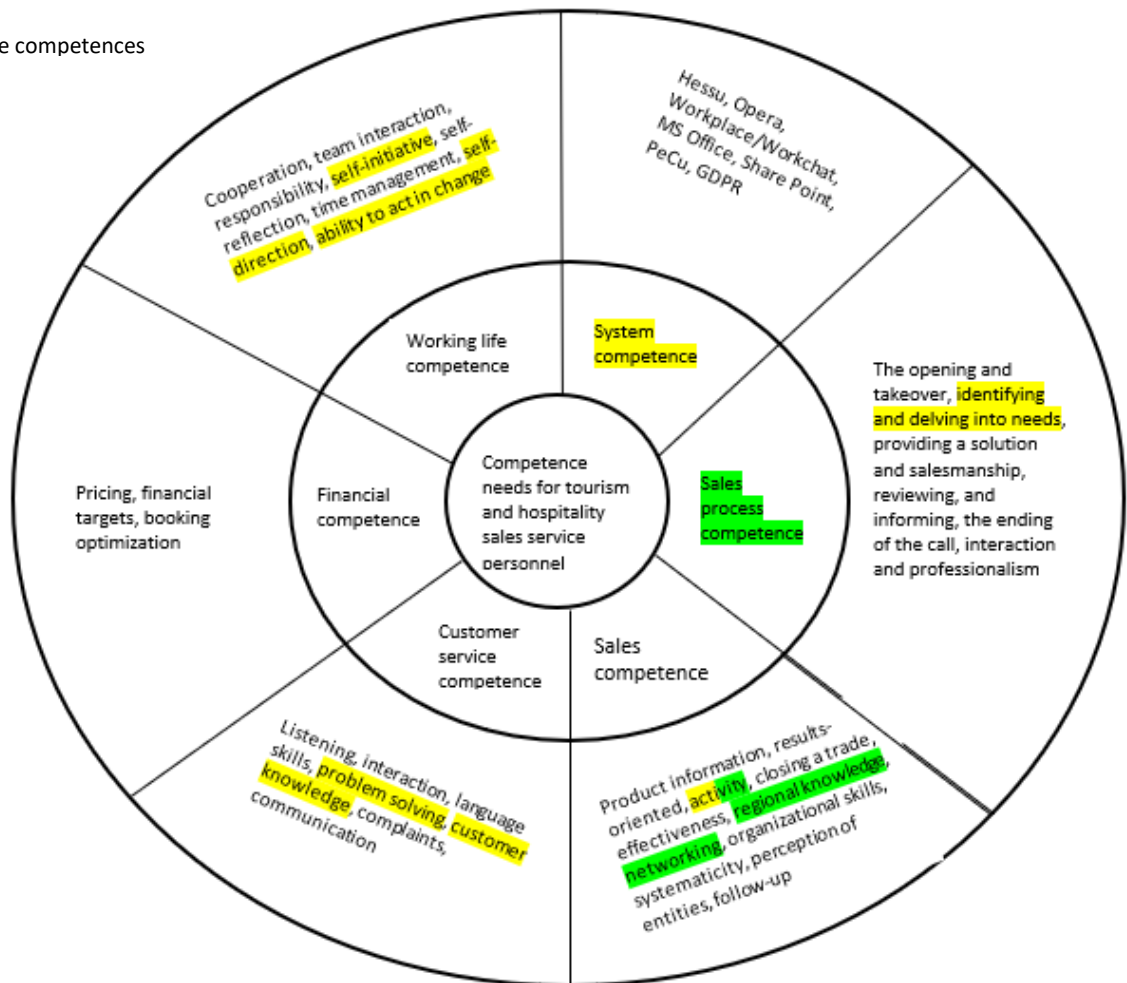 e competences
Cooperation, team interaction,
responsibility, self-initiative, self-
reflection, time management, self-
direction, ability to act in change
Hessu, Opera,
Workplace/Workchat,
MS Office, Share Point,
PeCu, GDPR
Working life
competence
System
competence
The opening and
takeover, identifying
and delving into needs,
providing a solution
and salesmanship,
reviewing, and
informing, the ending
of the call, interaction
and professionalism
Pricing, financial
targets, booking
optimization
Financial
competence
Competence
needs for tourism
and hospitality
sales service
personnel
Sales
process
competence
Customer
service
competence
Sales
competence
Listening, interaction, language
skills, problem solving, customer
knowledge, complaints,
communication
Product information, results-
oriented, activity, closing a trade,
effectiveness, regional knowledge,
networking, organizational skills,
systematicity, perception of
entities, follow-up